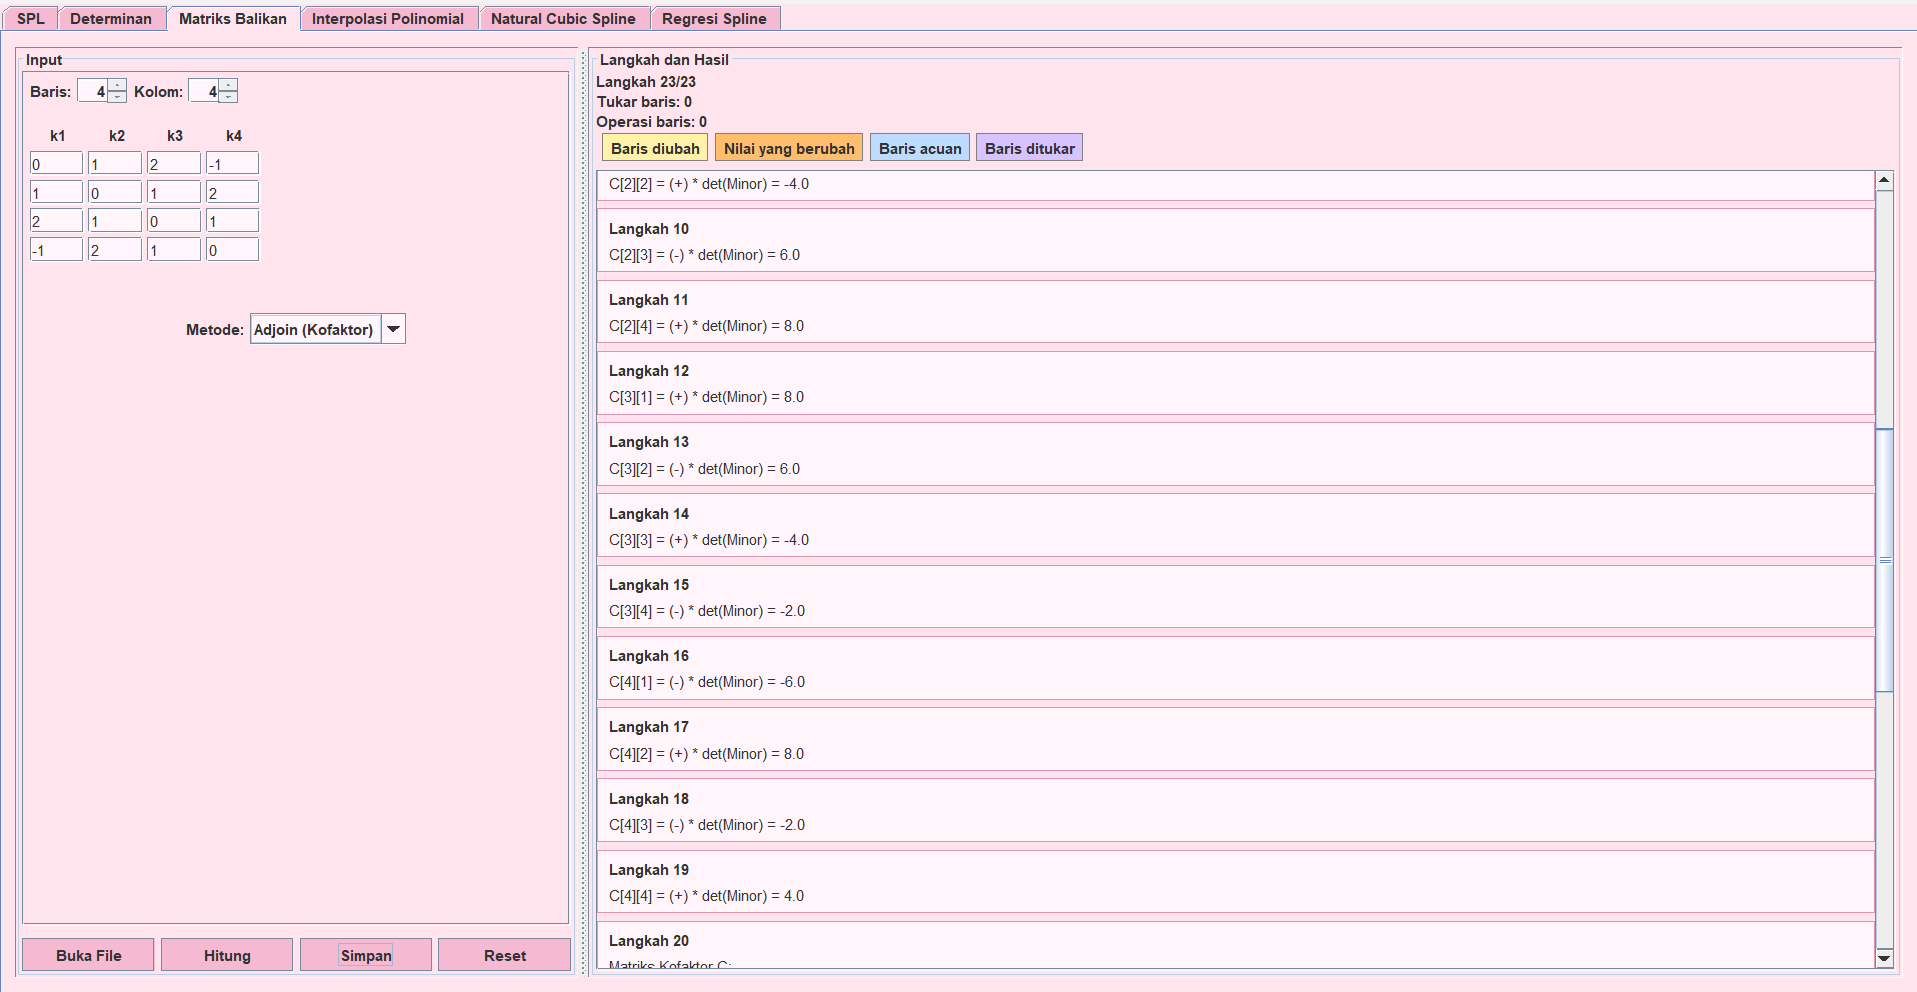 SPL Determinan Matriks Balikan Interpolasi Polinomial Natural Cubic Spline Regresi Spline
Input
Baris: 4 Kolom: 4
k1 k2 k3 k4
0 1 2 -1
1 0 1 2
2 1 0 1
-1 2 1 0
Metode: Adjoin (Kofaktor)
Buka File Hitung Simpan Reset
Langkah dan Hasil
Langkah 23/23
Tukar baris: 0
Operasi baris: 0
Baris diubah Nilai yang berubah Baris acuan Baris ditukar
C[2][2] = (+) * det(Minor) = -4.0
Langkah 10
C[2][3] = (-) * det(Minor) = 6.0
Langkah 11
C[2][4] = (+) * det(Minor) = 8.0
Langkah 12
C[3][1] = (+) * det(Minor) = 8.0
Langkah 13
C[3][2] = (-) * det(Minor) = 6.0
Langkah 14
C[3][3] = (+) * det(Minor) = -4.0
Langkah 15
C[3][4] = (-) * det(Minor) = -2.0
Langkah 16
C[4][1] = (-) * det(Minor) = -6.0
Langkah 17
C[4][2] = (+) * det(Minor) = 8.0
Langkah 18
C[4][3] = (-) * det(Minor) = -2.0
Langkah 19
C[4][4] = (+) * det(Minor) = 4.0
Langkah 20
Matriks Kofaktor C: